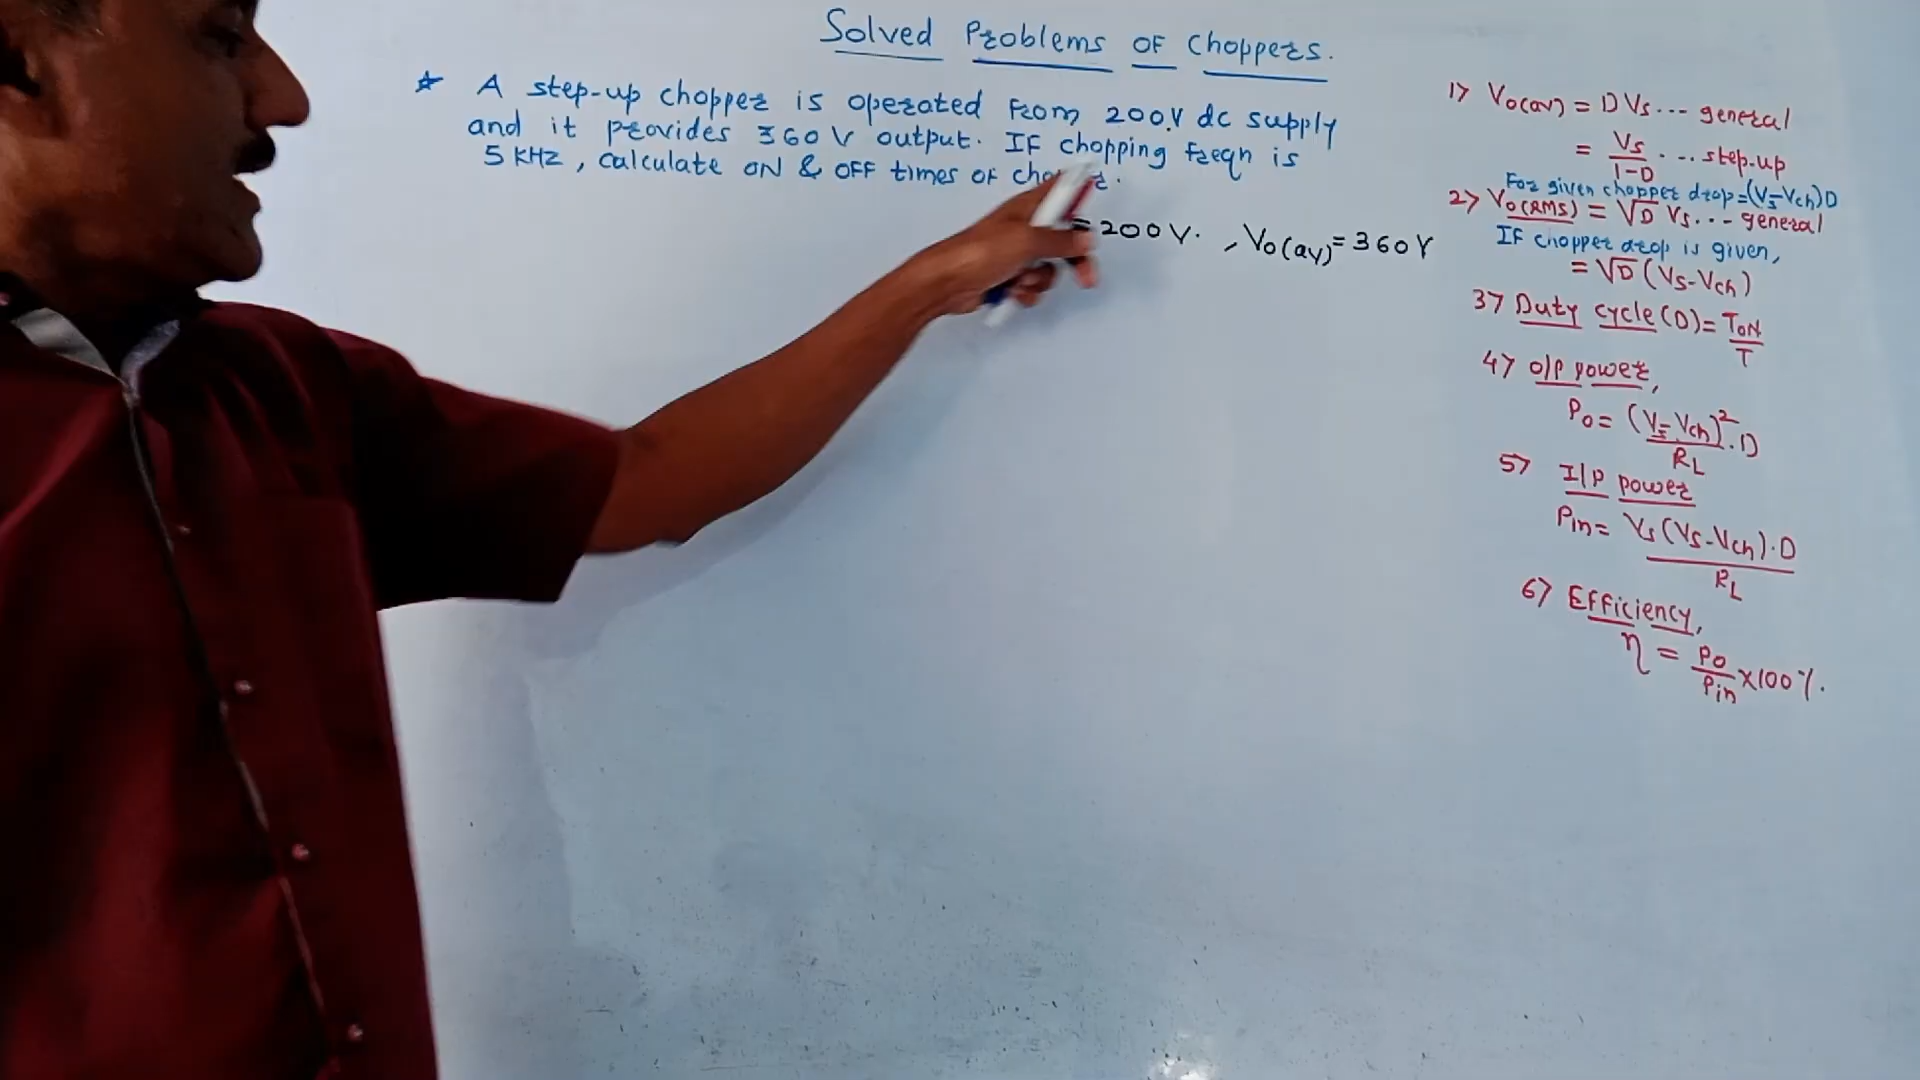 Solved Problems OF Choppers.
* A step-up chopper is operated From 200V dc supply
and it provides 360 V output. IF chopping Freqn is
5 KHZ, calculate ON & OFF times OF
= 200V. , Vo(av) = 360V
1> Vo(av) = DVs... general
= Vs/1-D ... step-up
For given chopper drop=(Vs-Vch)D
2> Vo(RMS) = √D Vs... general
IF chopper drop is given,
= √D (Vs-Vch)
3> Duty cycle(D)= TON/T
4> O/P power,
Po= (Vs-Vch)²/RL . D
5> I/P power
Pin= Vs(Vs-Vch).D/RL
6> Efficiency,
η = Po/Pin x100%.